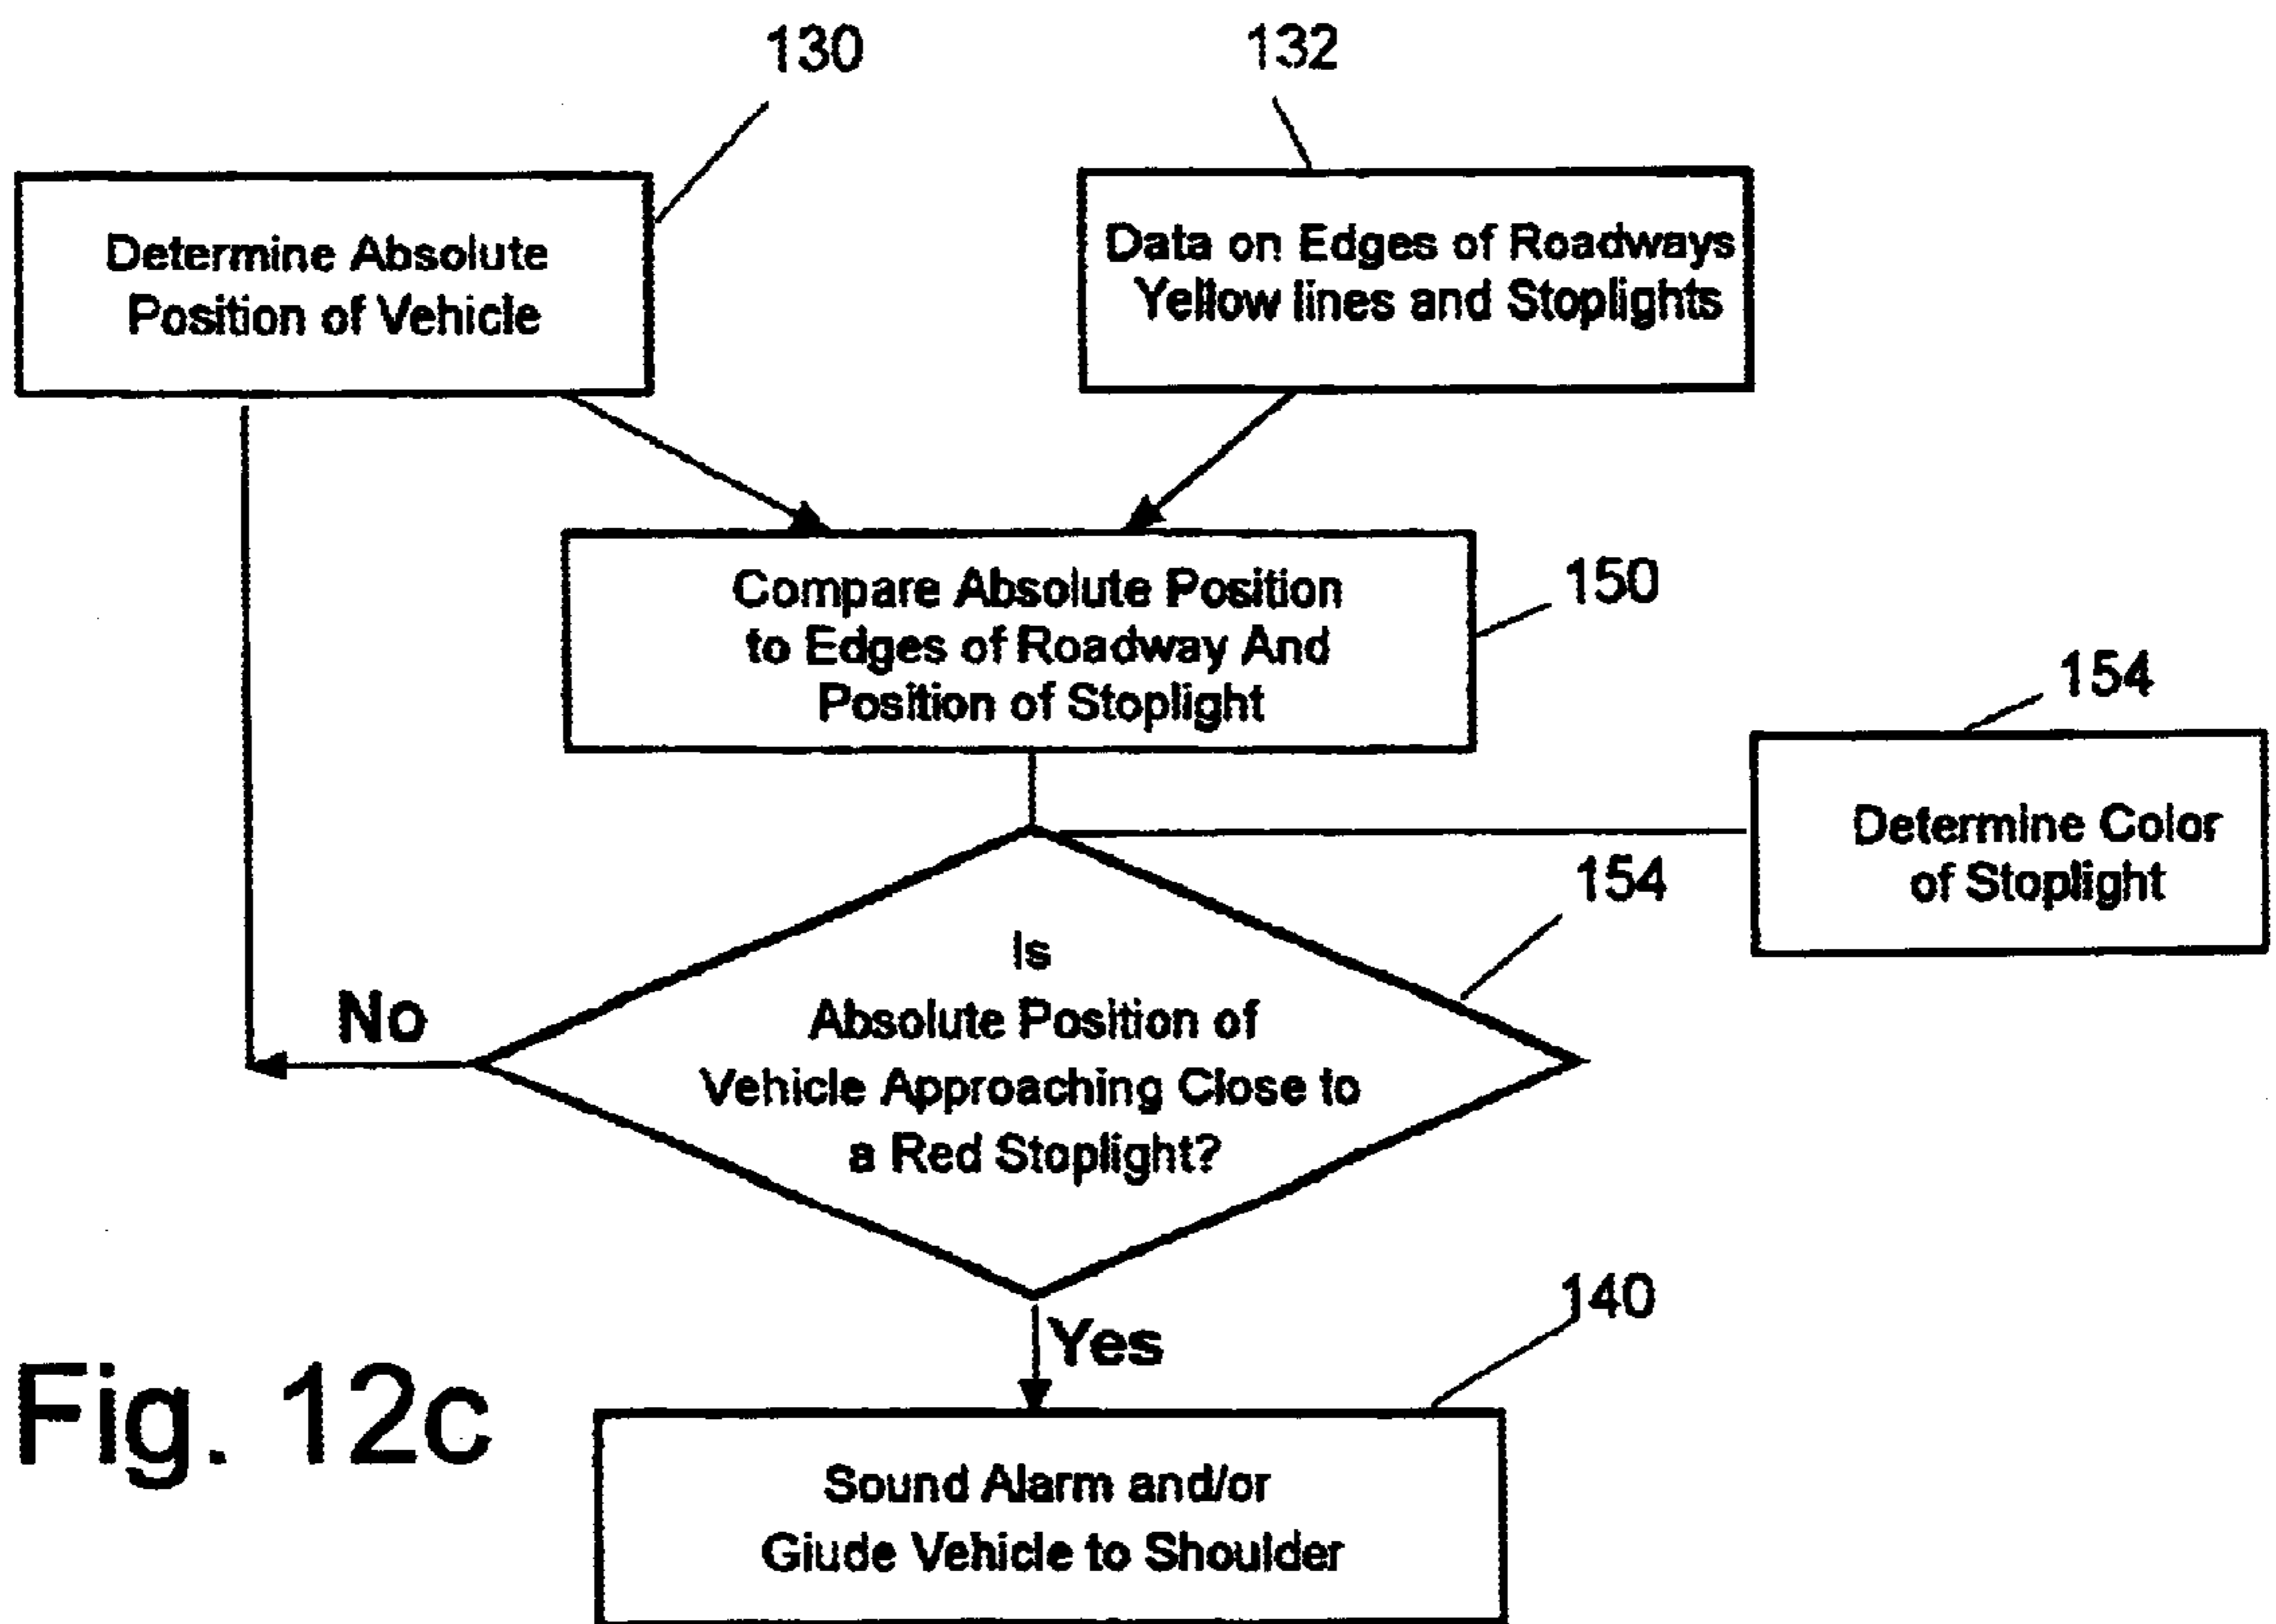 130
132
Determine Absolute
Position of Vehicle
Data on Edges of Roadways
Yellow lines and Stoplights
Compare Absolute Position
to Edges of Roadway And
Position of Stoplight
150
154
Determine Color
of Stoplight
154
Is
Absolute Position of
Vehicle Approaching Close to
a Red Stoplight?
No
Yes
140
Sound Alarm and/or
Giude Vehicle to Shoulder
Fig. 12c